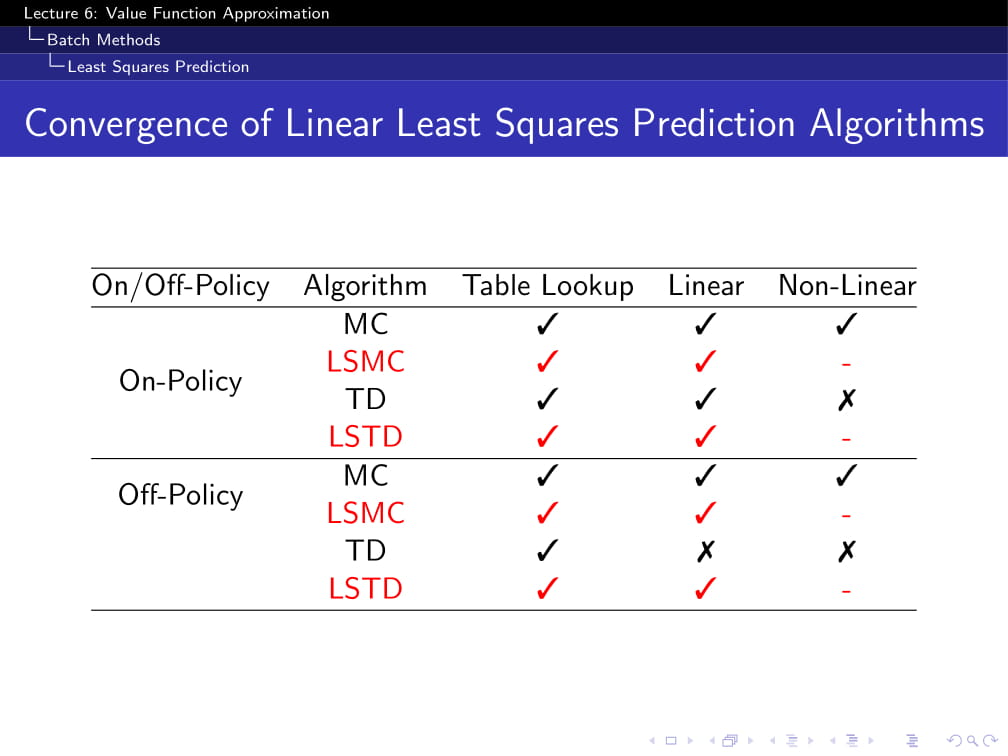 Lecture 6: Value Function Approximation
Batch Methods
Least Squares Prediction
Convergence of Linear Least Squares Prediction Algorithms
On/Off-Policy Algorithm Table Lookup Linear Non-Linear
On-Policy
MC ✓ ✓ ✓
LSMC ✓ ✓ -
TD ✓ ✓ ✗
LSTD ✓ ✓ -
Off-Policy
MC ✓ ✓ ✓
LSMC ✓ ✓ -
TD ✓ ✗ ✗
LSTD ✓ ✓ -